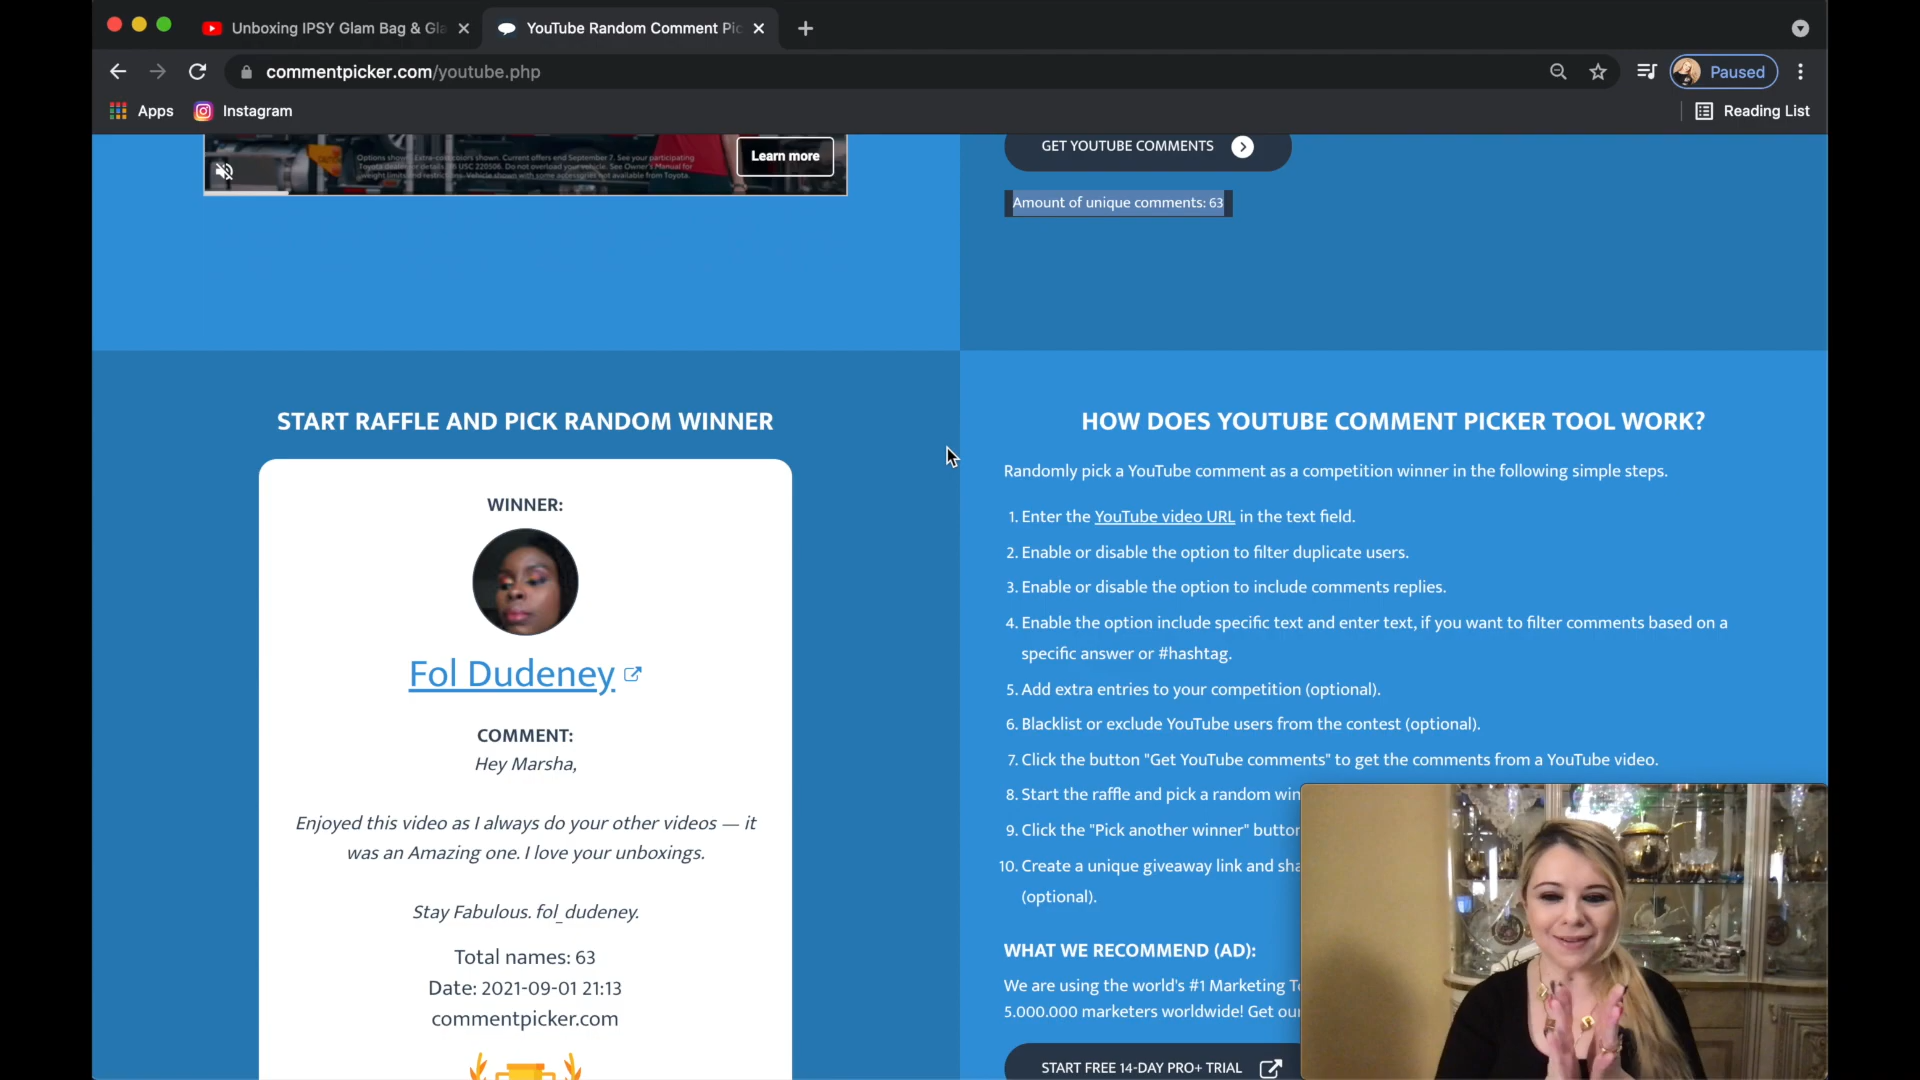 Unboxing IPSY Glam Bag & Gla
YouTube Random Comment Pic
commentpicker.com/youtube.php
Paused
Apps
Instagram
Reading List
Learn more
GET YOUTUBE COMMENTS
Amount of unique comments: 63
START RAFFLE AND PICK RANDOM WINNER
WINNER:
Fol Dudeney
COMMENT:
Hey Marsha,
Enjoyed this video as I always do your other videos — it
was an Amazing one. I love your unboxings.
Stay Fabulous. fol_dudeney.
Total names: 63
Date: 2021-09-01 21:13
commentpicker.com
HOW DOES YOUTUBE COMMENT PICKER TOOL WORK?
Randomly pick a YouTube comment as a competition winner in the following simple steps.
1. Enter the YouTube video URL in the text field.
2. Enable or disable the option to filter duplicate users.
3. Enable or disable the option to include comments replies.
4. Enable the option include specific text and enter text, if you want to filter comments based on a
specific answer or #hashtag.
5. Add extra entries to your competition (optional).
6. Blacklist or exclude YouTube users from the contest (optional).
7. Click the button "Get YouTube comments" to get the comments from a YouTube video.
8. Start the raffle and pick a random win
9. Click the "Pick another winner" button
10. Create a unique giveaway link and sha
(optional).
WHAT WE RECOMMEND (AD):
We are using the world's #1 Marketing To
5.000.000 marketers worldwide! Get our
START FREE 14-DAY PRO+ TRIAL